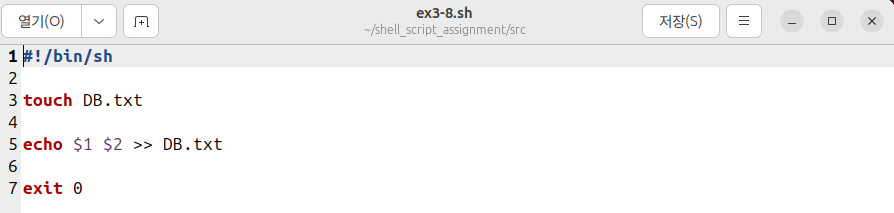 열기(O)
ex3-8.sh
~/shell_script_assignment/src
저장(S)
1 #!/bin/sh
2
3 touch DB.txt
4
5 echo $1 $2 >> DB.txt
6
7 exit 0